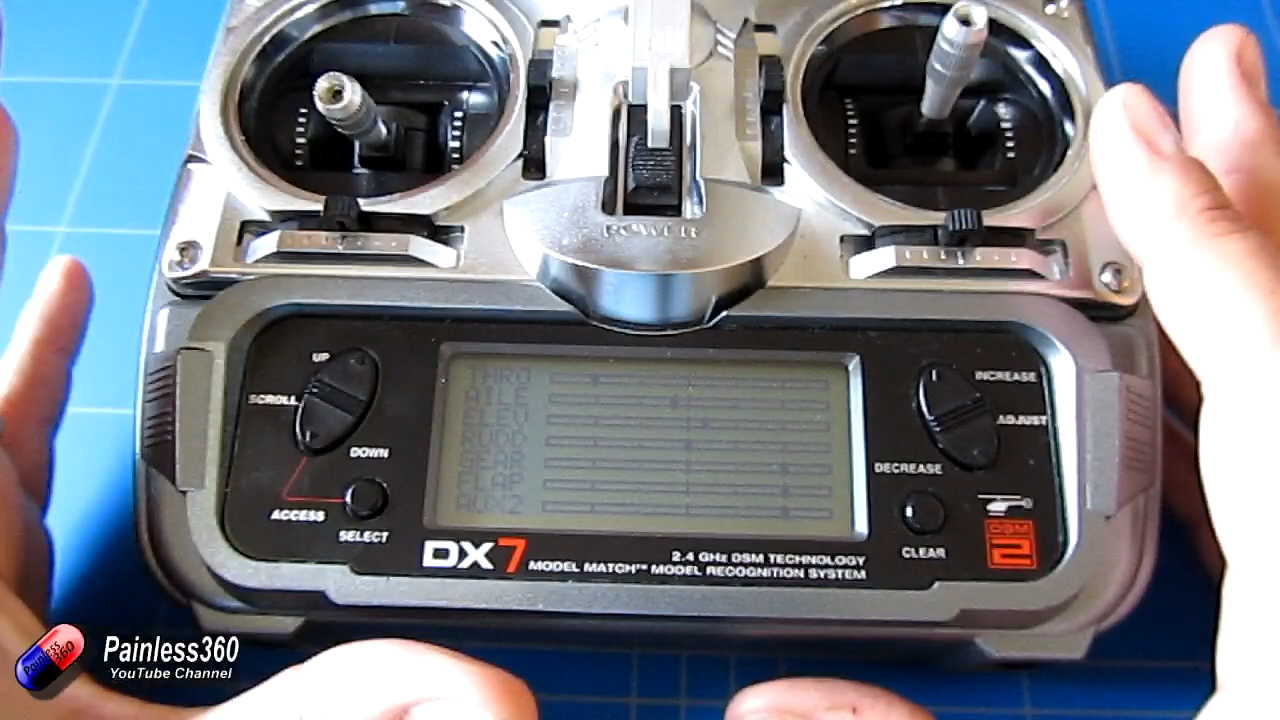 POWER
UP
SCROLL
DOWN
ACCESS
SELECT
THRO
AILE
ELEV
RUDD
GEAR
FLAP
AUX2
INCREASE
ADJUST
DECREASE
CLEAR
DSM
2
DX7
2.4 GHz DSM TECHNOLOGY
MODEL MATCH™ MODEL RECOGNITION SYSTEM
Painless360
Painless360
YouTube Channel